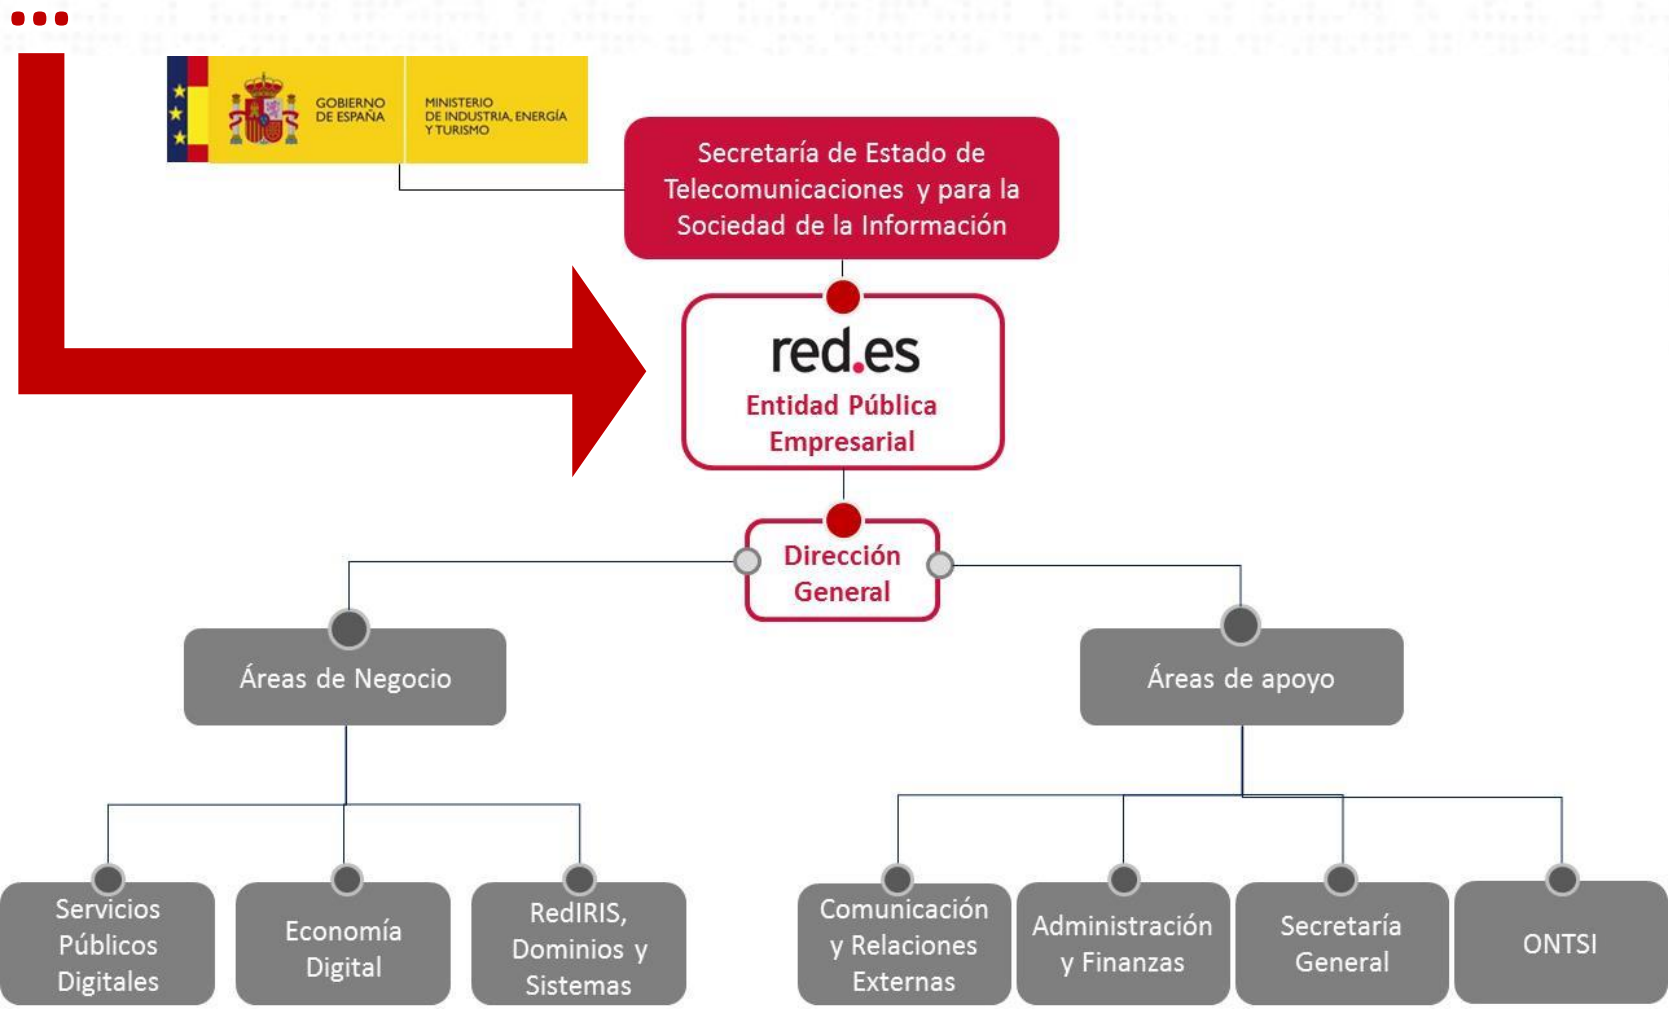 GOBIERNO
DE ESPAÑA
MINISTERIO
DE INDUSTRIA, ENERGÍA
Y TURISMO
Secretaría de Estado de
Telecomunicaciones y para la
Sociedad de la Información
red.es
Entidad Pública
Empresarial
Dirección
General
Áreas de Negocio
Áreas de apoyo
Servicios
Públicos
Digitales
Economía
Digital
RedIRIS,
Dominios y
Sistemas
Comunicación
y Relaciones
Externas
Administración
y Finanzas
Secretaría
General
ONTSI